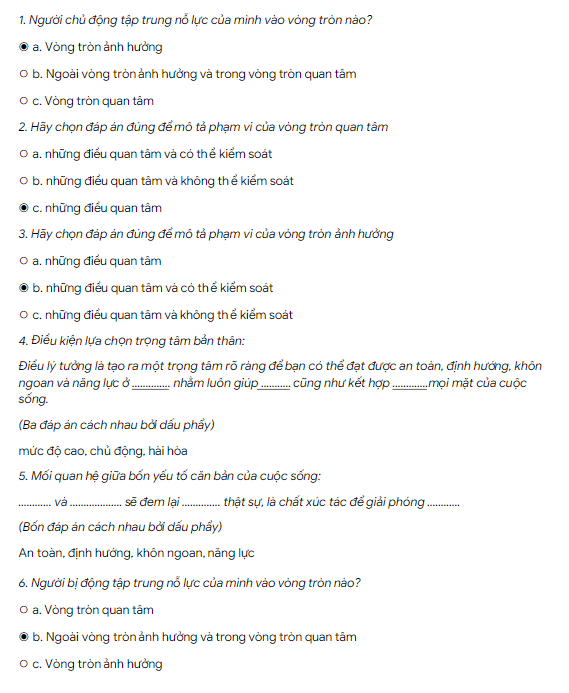 1. Người chủ động tập trung nỗ lực của mình vào vòng tròn nào?
a. Vòng tròn ảnh hưởng
b. Ngoài vòng tròn ảnh hưởng và trong vòng tròn quan tâm
c. Vòng tròn quan tâm
2. Hãy chọn đáp án đúng để mô tả phạm vi của vòng tròn quan tâm
a. những điều quan tâm và có thể kiểm soát
b. những điều quan tâm và không thể kiểm soát
c. những điều quan tâm
3. Hãy chọn đáp án đúng để mô tả phạm vi của vòng tròn ảnh hưởng
a. những điều quan tâm
b. những điều quan tâm và có thể kiểm soát
c. những điều quan tâm và không thể kiểm soát
4. Điều kiện lựa chọn trọng tâm bản thân:
Điều lý tưởng là tạo ra một trọng tâm rõ ràng để bạn có thể đạt được an toàn, định hướng, khôn
ngoan và năng lực ở ............. nhằm luôn giúp........... cũng như kết hợp ............mọi mặt của cuộc
sống.
(Ba đáp án cách nhau bởi dấu phẩy)
mức độ cao, chủ động, hài hòa
5. Mối quan hệ giữa bốn yếu tố căn bản của cuộc sống:
............ và ................... sẽ đem lại .............. thật sự, là chất xúc tác để giải phóng ............
(Bốn đáp án cách nhau bởi dấu phẩy)
An toàn, định hướng, khôn ngoan, năng lực
6. Người bị động tập trung nỗ lực của mình vào vòng tròn nào?
a. Vòng tròn quan tâm
b. Ngoài vòng tròn ảnh hưởng và trong vòng tròn quan tâm
c. Vòng tròn ảnh hưởng